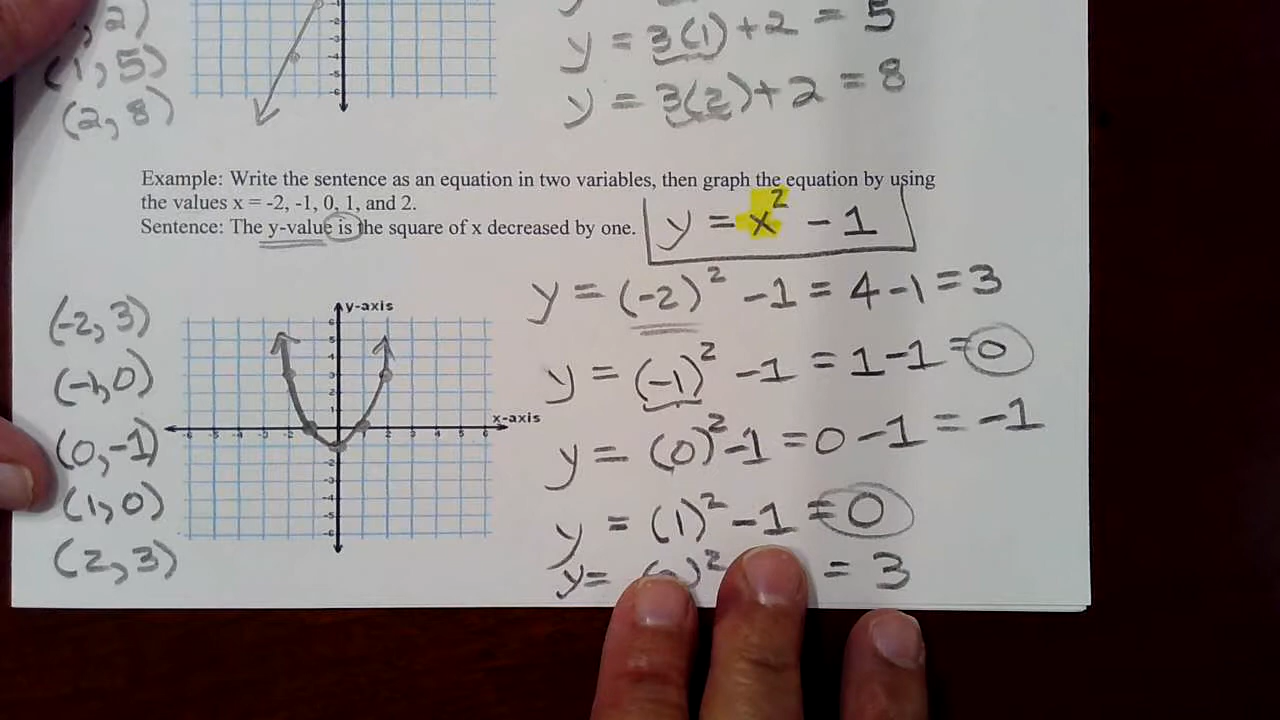 (1, 5)
(2, 8)
= 5
y = 3(1) + 2
y = 3(2) + 2 = 8
Example: Write the sentence as an equation in two variables, then graph the equation by using
the values x = -2, -1, 0, 1, and 2.
Sentence: The y-value is the square of x decreased by one.
y = x² - 1
(-2, 3)
(-1, 0)
(0, -1)
(1, 0)
(2, 3)
y-axis
x-axis
y = (-2)² - 1 = 4 - 1 = 3
y = (-1)² - 1 = 1 - 1 = 0
y = (0)² - 1 = 0 - 1 = -1
y = (1)² - 1 = 0
y = )² = 3